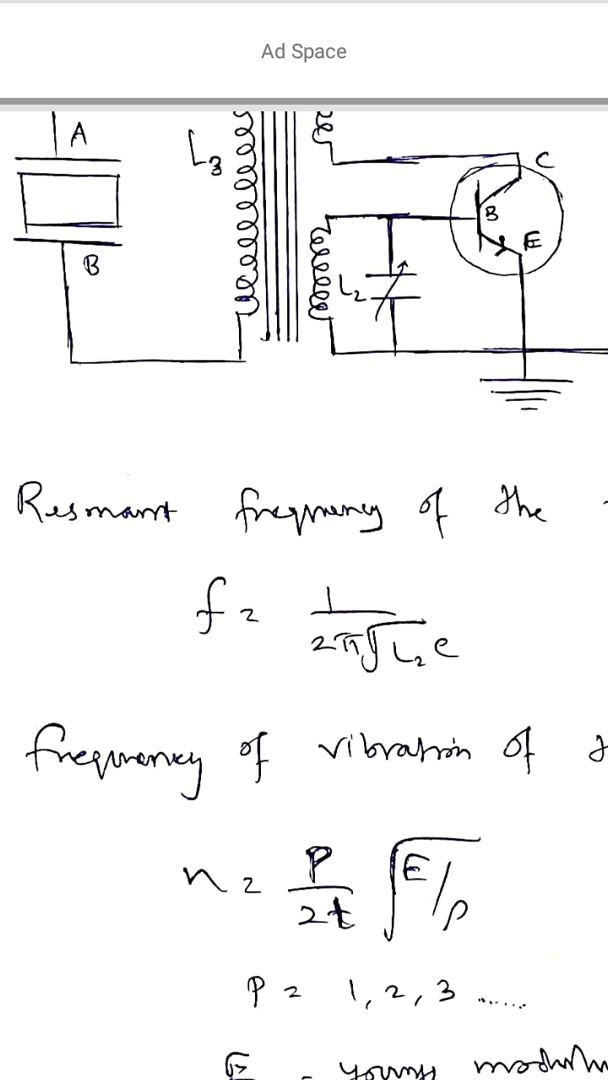 Ad Space
A
L3
C
B
E
B
L2
Resonant frequency of the
f = 1 / 2π√L2C
frequency of vibration of
n = P / 2t √E/ρ
P = 1, 2, 3 ......
E - youngs modulu